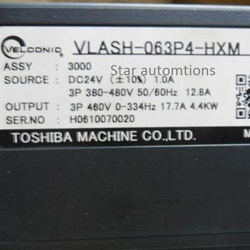 VELCONIC VLASH-063P4-HXM
ASSY : 3000
Star automtions
SOURCE : DC24V (±10%) 1.0A
3P 380-480V 50/60Hz 12.8A
OUTPUT : 3P 460V 0-334Hz 17.7A 4.4KW
SER.NO : H0610070020
TOSHIBA MACHINE CO.,LTD. M